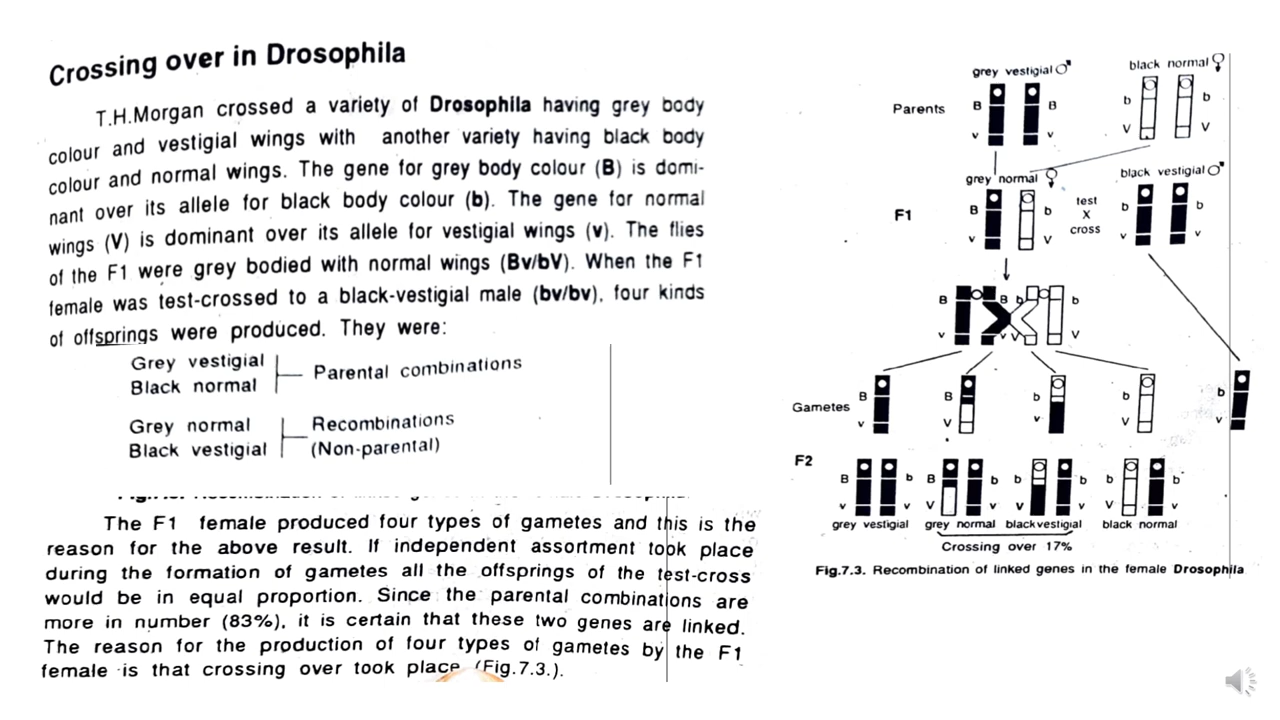 Crossing over in Drosophila
T.H.Morgan crossed a variety of Drosophila having grey body
colour and vestigial wings with another variety having black body
colour and normal wings. The gene for grey body colour (B) is domi-
nant over its allele for black body colour (b). The gene for normal
wings (V) is dominant over its allele for vestigial wings (v). The flies
of the F1 were grey bodied with normal wings (Bv/bV). When the F1
female was test-crossed to a black-vestigial male (bv/bv), four kinds
of offsprings were produced. They were:
Grey vestigial
Black normal
Parental combinations
Grey normal
Black vestigial
Recombinations
(Non-parental)
The F1 female produced four types of gametes and this is the
reason for the above result. If independent assortment took place
during the formation of gametes all the offsprings of the test-cross
would be in equal proportion. Since the parental combinations are
more in number (83%), it is certain that these two genes are linked.
The reason for the production of four types of gametes by the F1
female is that crossing over took place (Fig.7.3.).
grey vestigial ♂
black normal ♀
Parents
B B b b
v v V V
grey normal ♀
black vestigial ♂
F1
B b
test
X
cross
b b
v V v v
B B b b
v v V V
Gametes
B B b b b
v V v V v
F2
B b B b b b b b
v v V v v v V v
grey vestigial grey normal black vestigial black normal
Crossing over 17%
Fig.7.3. Recombination of linked genes in the female Drosophila